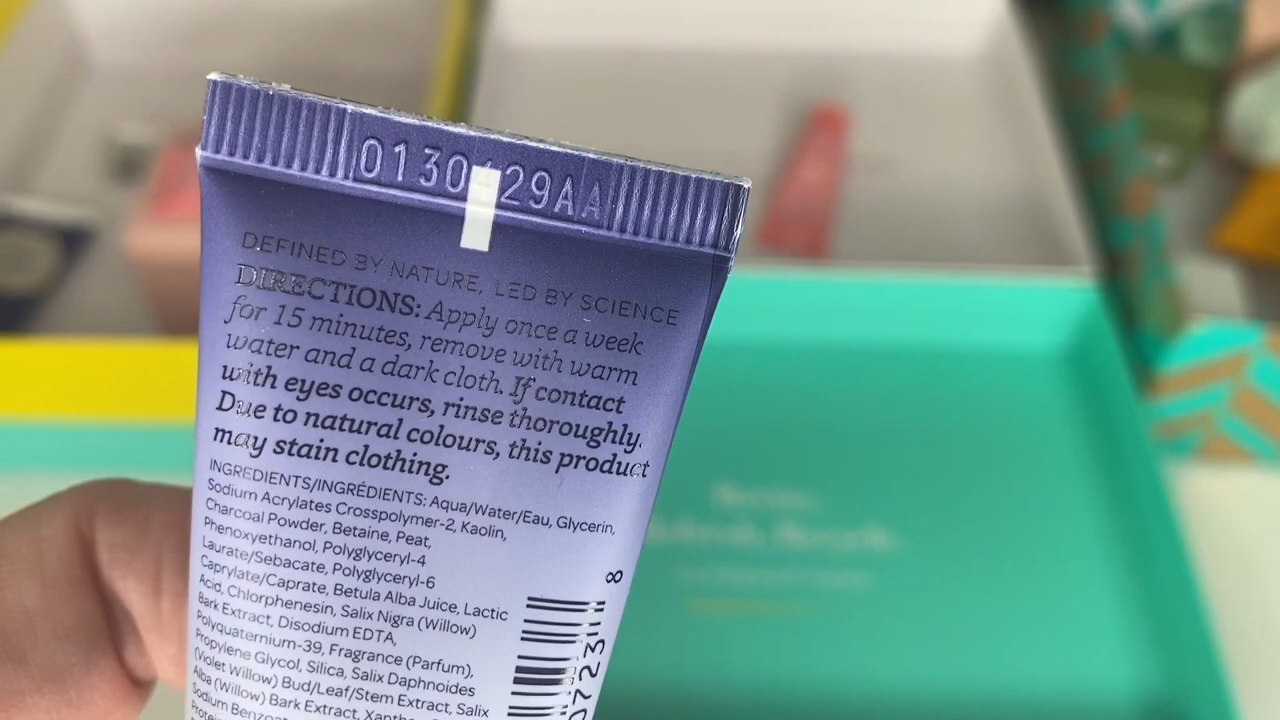 0130 29AA
DEFINED BY NATURE, LED BY SCIENCE
DIRECTIONS: Apply once a week
for 15 minutes, remove with warm
water and a dark cloth. If contact
with eyes occurs, rinse thoroughly.
Due to natural colours, this product
may stain clothing.
INGREDIENTS/INGRÉDIENTS: Aqua/Water/Eau, Glycerin,
Sodium Acrylates Crosspolymer-2, Kaolin,
Charcoal Powder, Betaine, Peat,
Phenoxyethanol, Polyglyceryl-4
Laurate/Sebacate, Polyglyceryl-6
Caprylate/Caprate, Betula Alba Juice, Lactic
Acid, Chlorphenesin, Salix Nigra (Willow)
Bark Extract, Disodium EDTA,
Polyquaternium-39, Fragrance (Parfum),
Propylene Glycol, Silica, Salix Daphnoides
(Violet Willow) Bud/Leaf/Stem Extract, Salix
Alba (Willow) Bark Extract,
Sodium
8
0723